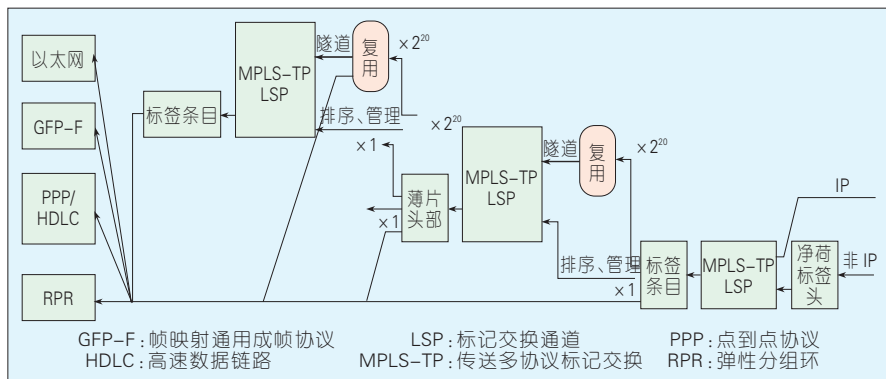 以太网
GFP-F
PPP/
HDLC
RPR
标签条目
MPLS-TP
LSP
隧道
复用
×2²⁰
排序、管理
×2²⁰
×1
薄片
头部
×1
MPLS-TP
LSP
隧道
复用
×2²⁰
排序、管理
×1
标签
条目
MPLS-TP
LSP
IP
净荷
标签
头
非 IP
GFP-F:帧映射通用成帧协议 LSP:标记交换通道 PPP:点到点协议
HDLC:高速数据链路 MPLS-TP:传送多协议标记交换 RPR:弹性分组环